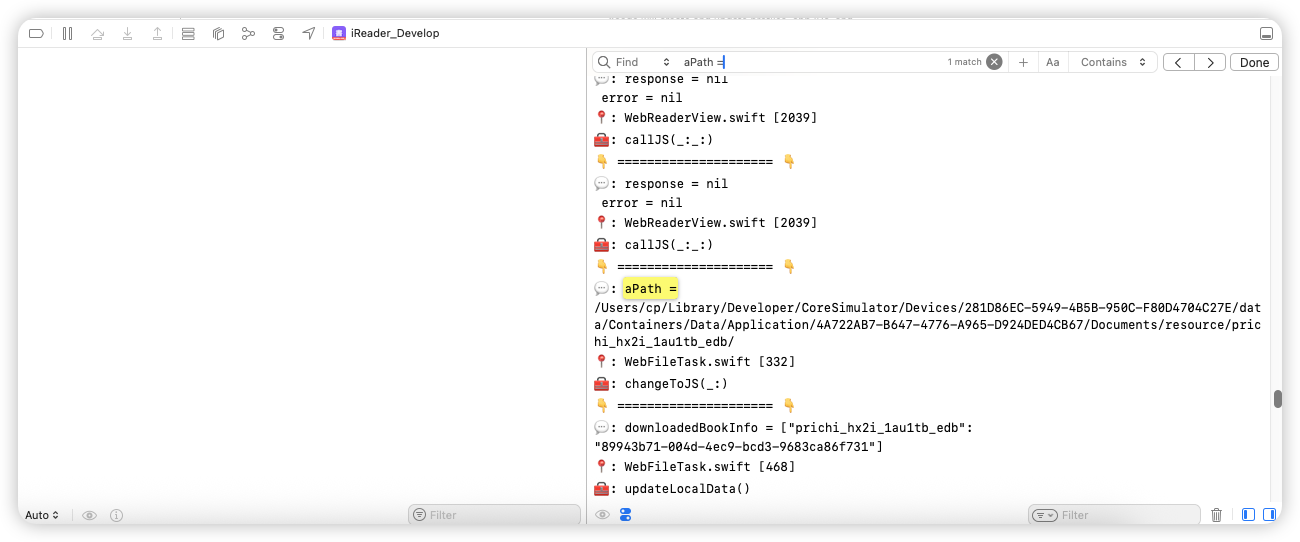 iReader_Develop
Find aPath = 1 match Aa Contains Done
: response = nil
error = nil
: WebReaderView.swift [2039]
: callJS(_:_:)
=====================
: response = nil
error = nil
: WebReaderView.swift [2039]
: callJS(_:_:)
=====================
: aPath =
/Users/cp/Library/Developer/CoreSimulator/Devices/281D86EC-5949-4B5B-950C-F80D4704C27E/dat
a/Containers/Data/Application/4A722AB7-B647-4776-A965-D924DED4CB67/Documents/resource/pric
hi_hx2i_1au1tb_edb/
: WebFileTask.swift [332]
: changeToJS(_:)
=====================
: downloadedBookInfo = ["prichi_hx2i_1au1tb_edb":
"89943b71-004d-4ec9-bcd3-9683ca86f731"]
: WebFileTask.swift [468]
: updateLocalData()
Auto Filter Filter